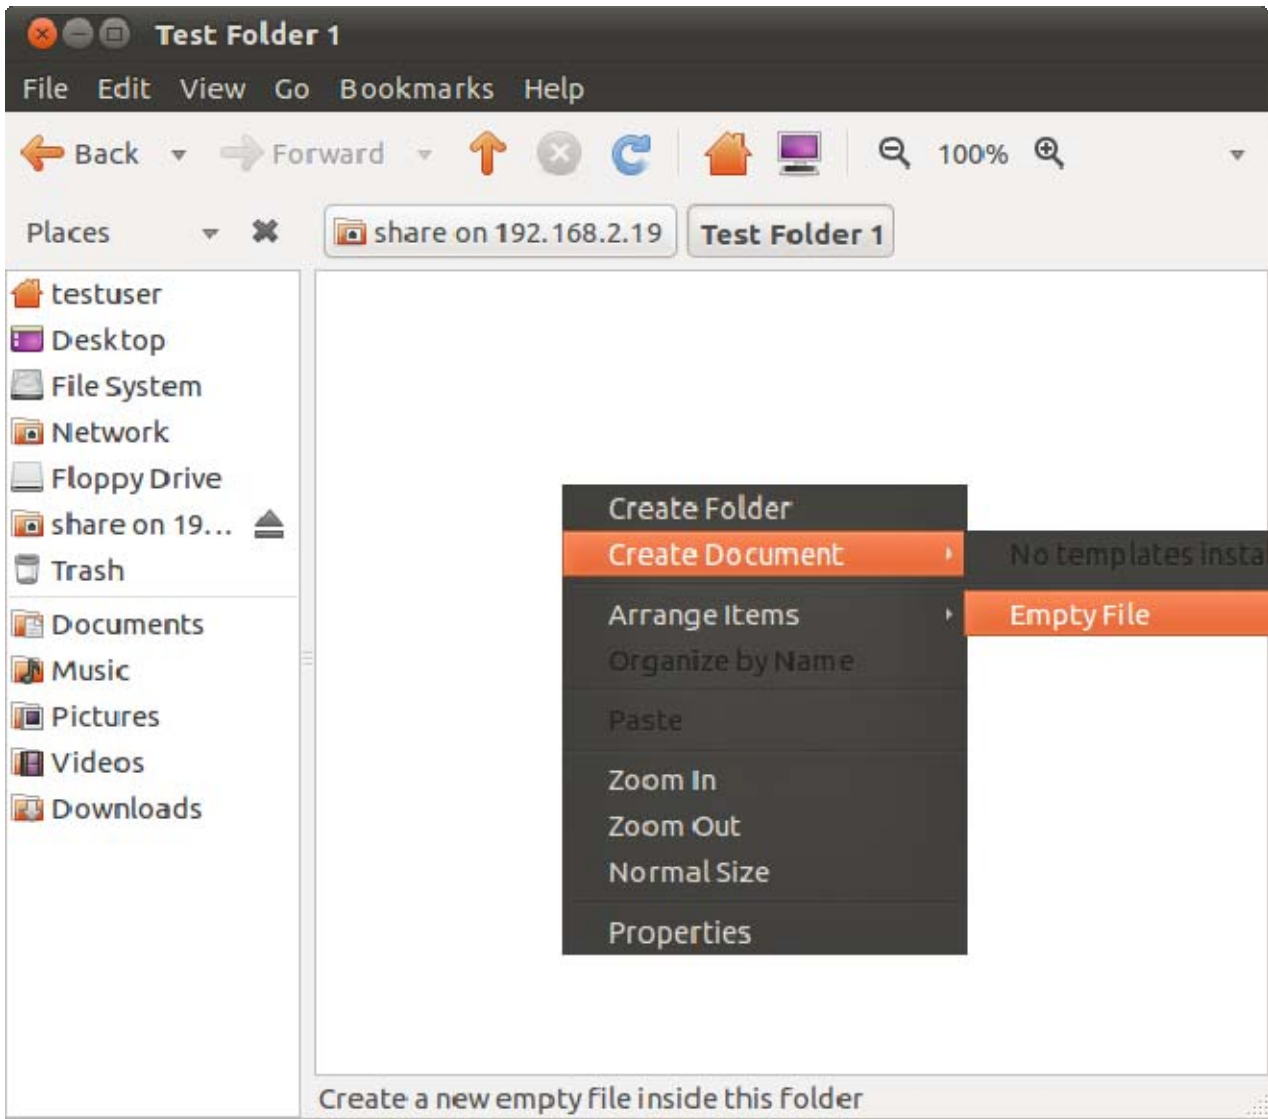 Test Folder 1
File Edit View Go Bookmarks Help
Back Forward 100%
Places share on 192.168.2.19 Test Folder 1
testuser
Desktop
File System
Network
Floppy Drive
share on 19...
Trash
Documents
Music
Pictures
Videos
Downloads
Create Folder
Create Document
No templates
Empty File
Arrange Items
Organize by Name
Paste
Zoom In
Zoom Out
Normal Size
Properties
Create a new empty file inside this folder